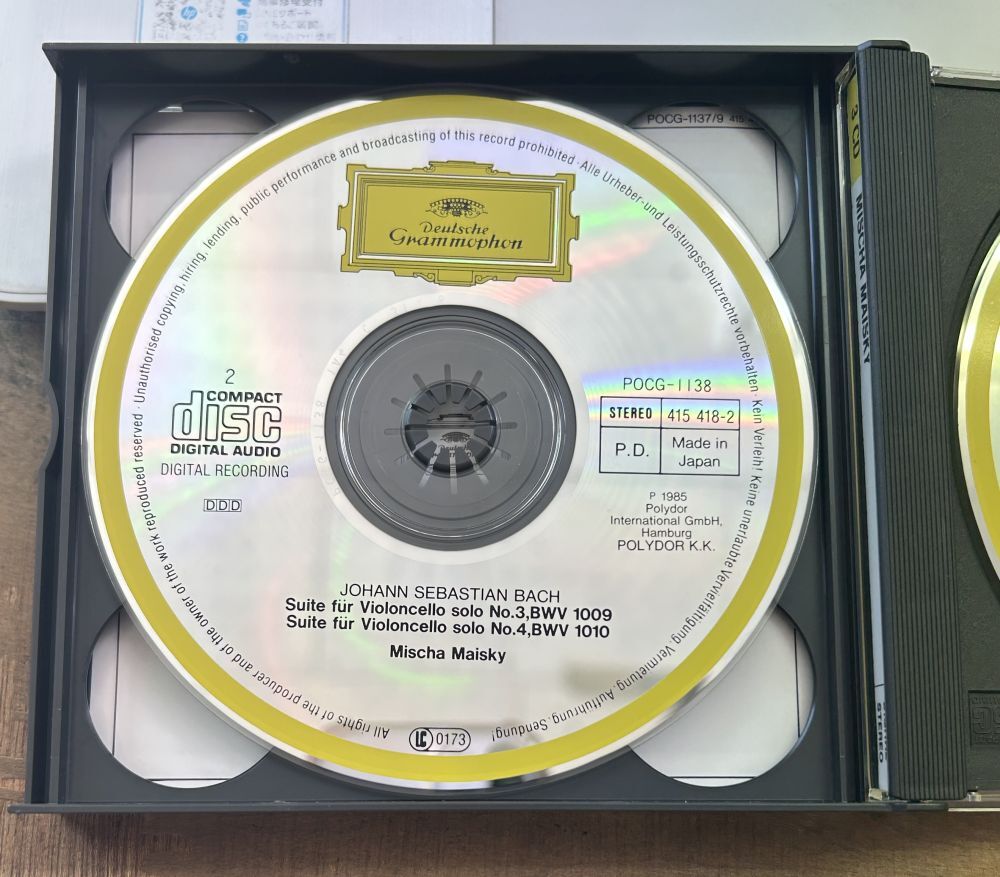 POCG-1137/9
3 CD
MISCHA MAISKY
STEREO
Deutsche
Grammophon
2
COMPACT
disc
DIGITAL AUDIO
DIGITAL RECORDING
DDD
POCG-1138
STEREO 415 418-2
P.D. Made in
Japan
P 1985
Polydor
International GmbH,
Hamburg
POLYDOR K.K.
JOHANN SEBASTIAN BACH
Suite für Violoncello solo No.3,BWV 1009
Suite für Violoncello solo No.4,BWV 1010
Mischa Maisky
LC 0173
All rights of the producer and of the owner of the work reproduced reserved · Unauthorised copying, hiring, lending, public performance and broadcasting of this record prohibited · Alle Urheber-und Leistungsschutzrechte vorbehalten · Kein Verleih! Keine unerlaubte Vervielfältigung, Vermietung, Aufführung, Sendung!